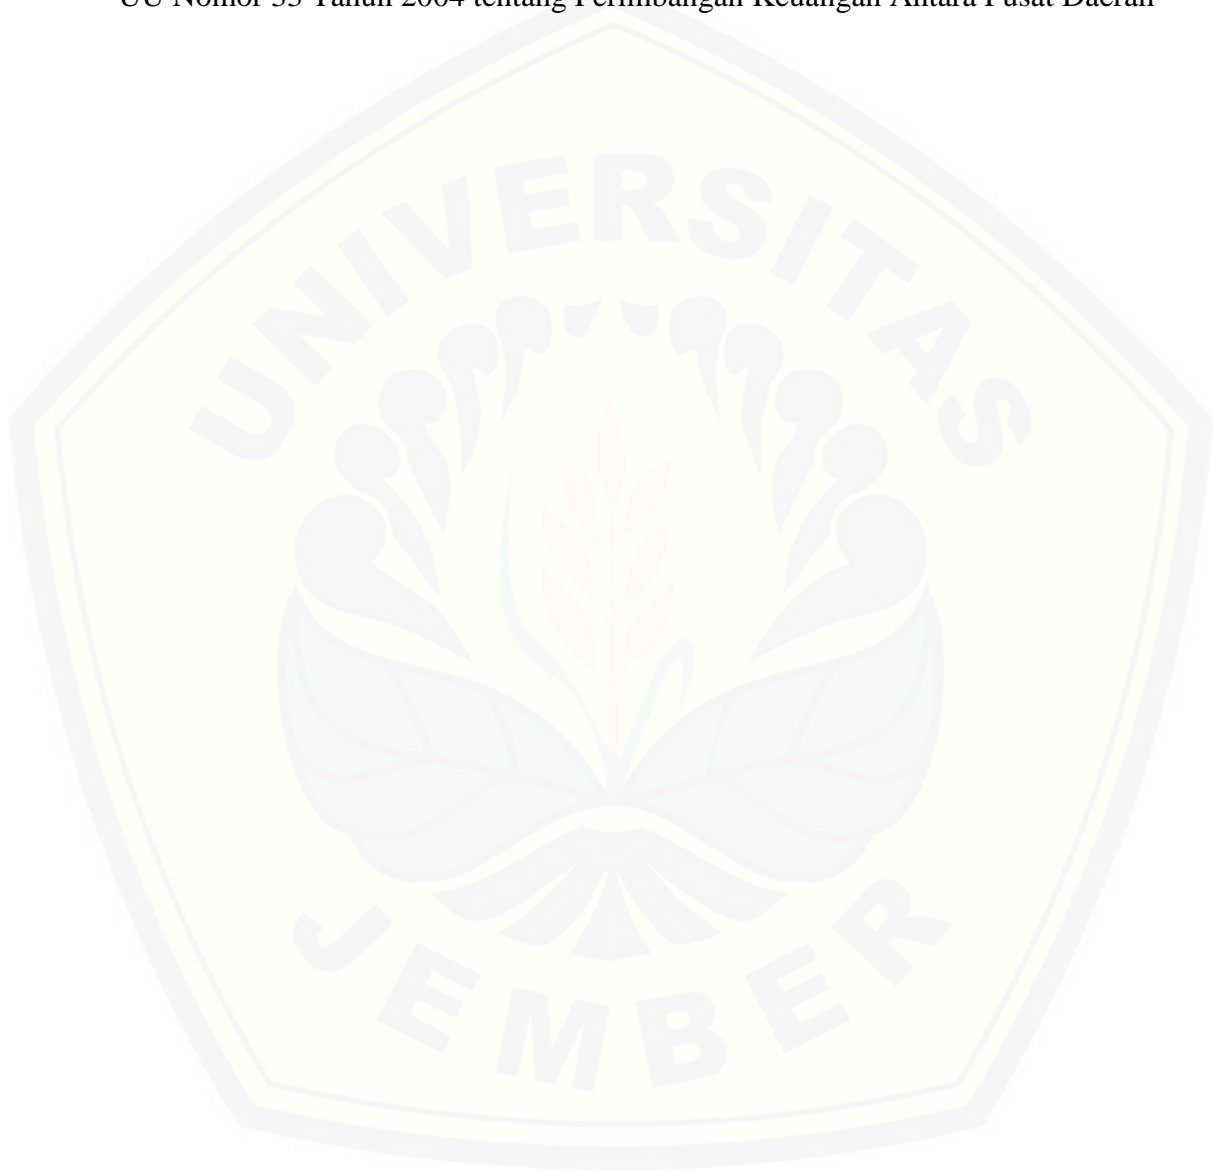 UU Nomor 33 Tahun 2004 tentang Perimbangan Keuangan Antara Pusat Daerah
UNIVERSITAS
JEMBER